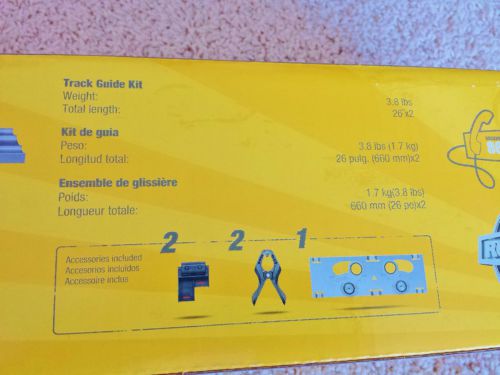 Track Guide Kit
Weight: 3.8 lbs
Total length: 26"x2
Kit de guia
Peso: 3.8 lbs (1.7 kg)
Longitud total: 26 pulg. (660 mm)x2
Ensemble de glissière
Poids: 1.7 kg(3.8 lbs)
Longueur totale: 660 mm (26 po)x2
2 2 1
Accessories included
Accesorios incluidos
Accessoire inclus